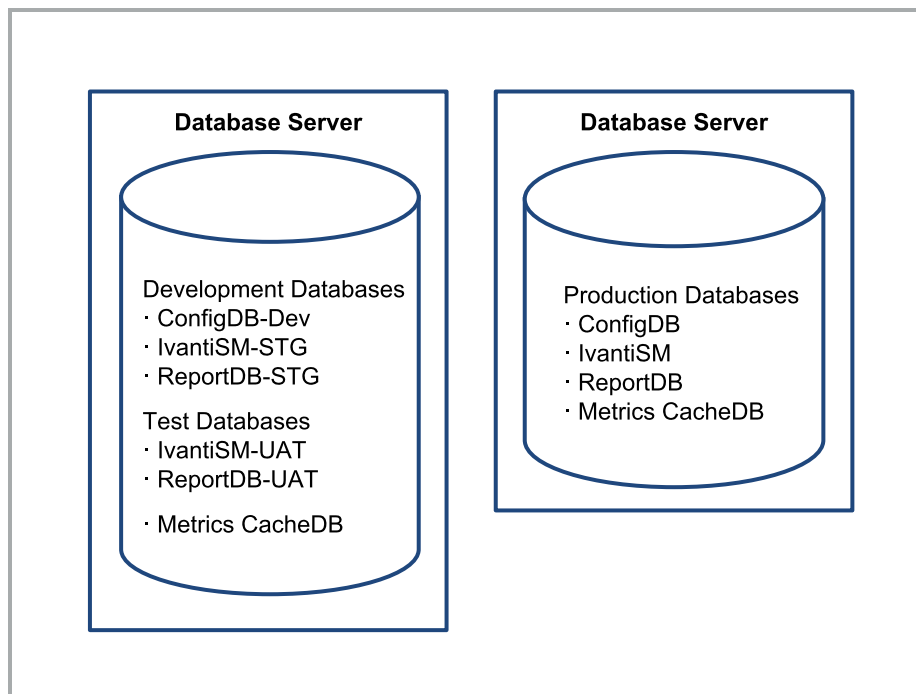 Database Server
Development Databases
· ConfigDB-Dev
· IvantiSM-STG
· ReportDB-STG
Test Databases
· IvantiSM-UAT
· ReportDB-UAT
· Metrics CacheDB
Database Server
Production Databases
· ConfigDB
· IvantiSM
· ReportDB
· Metrics CacheDB